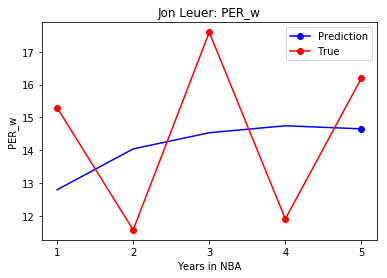 Jon Leuer: PER_w
Prediction
True
17
16
15
14
13
12
PER_w
1 2 3 4 5
Years in NBA